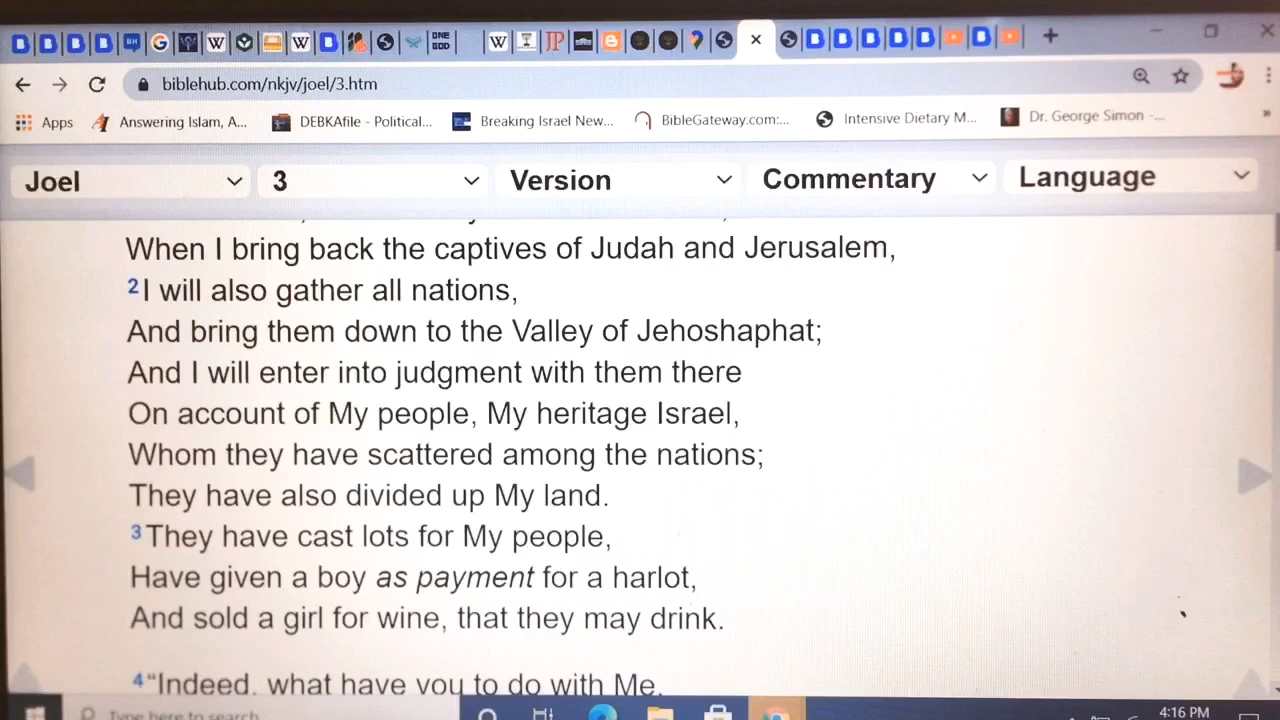 BH
G
W
W
ONE
GOD
W
JP
biblehub.com/nkjv/joel/3.htm
Apps
Answering Islam, A...
DEBKAfile - Political...
Breaking Israel New...
BibleGateway.com:...
Intensive Dietary M...
Dr. George Simon -...
»
Joel
3
Version
Commentary
Language
When I bring back the captives of Judah and Jerusalem,
2 I will also gather all nations,
And bring them down to the Valley of Jehoshaphat;
And I will enter into judgment with them there
On account of My people, My heritage Israel,
Whom they have scattered among the nations;
They have also divided up My land.
3 They have cast lots for My people,
Have given a boy as payment for a harlot,
And sold a girl for wine, that they may drink.
4 “Indeed, what have you to do with Me,
Type here to search
4:16 PM